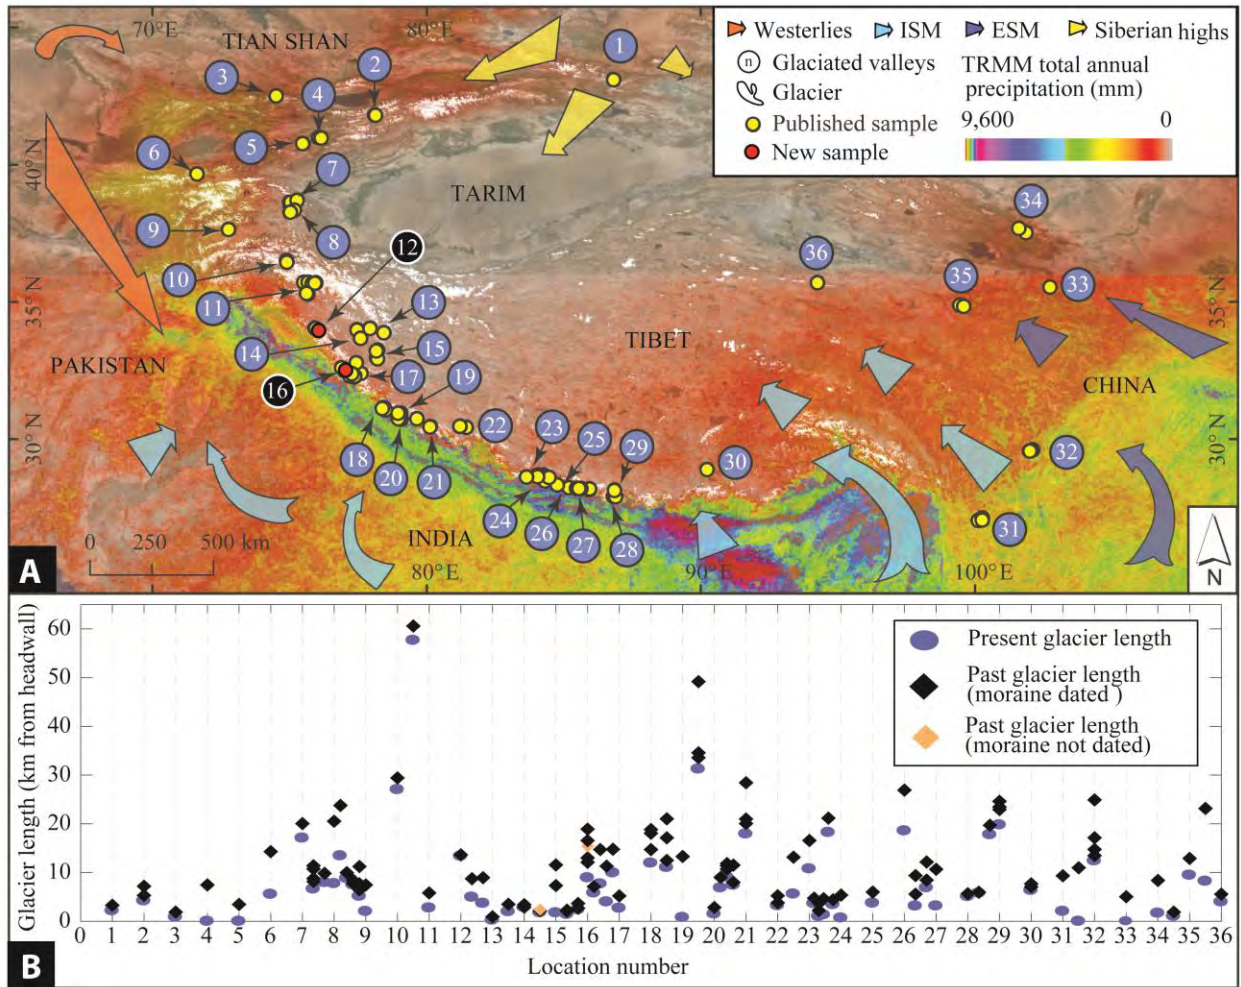 70°E
80°E
TIAN SHAN
1
2
3
4
5
6
7
8
9
10
11
12
13
14
15
16
17
18
19
20
21
22
23
24
25
26
27
28
29
30
31
32
33
34
35
36
40°N
35°N
30°N
35°N
30°N
TARIM
TIBET
PAKISTAN
CHINA
INDIA
0 250 500 km
80°E
90°E
100°E
N
A
Westerlies
ISM
ESM
Siberian highs
n Glaciated valleys
Glacier
Published sample
New sample
TRMM total annual
precipitation (mm)
9,600 0
Glacier length (km from headwall)
60
50
40
30
20
10
0
Present glacier length
Past glacier length
(moraine dated )
Past glacier length
(moraine not dated)
0 1 2 3 4 5 6 7 8 9 10 11 12 13 14 15 16 17 18 19 20 21 22 23 24 25 26 27 28 29 30 31 32 33 34 35 36
B
Location number